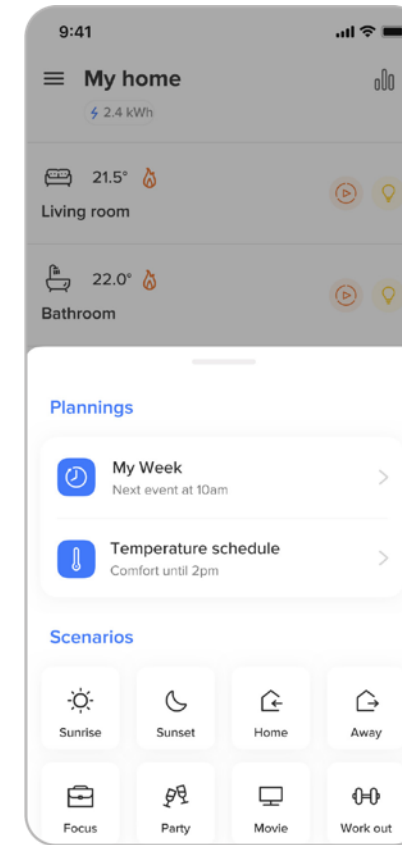 9:41
My home
2.4 kWh
21.5°
Living room
22.0°
Bathroom
Plannings
My Week
Next event at 10am
Temperature schedule
Comfort until 2pm
Scenarios
Sunrise Sunset Home Away
Focus Party Movie Work out